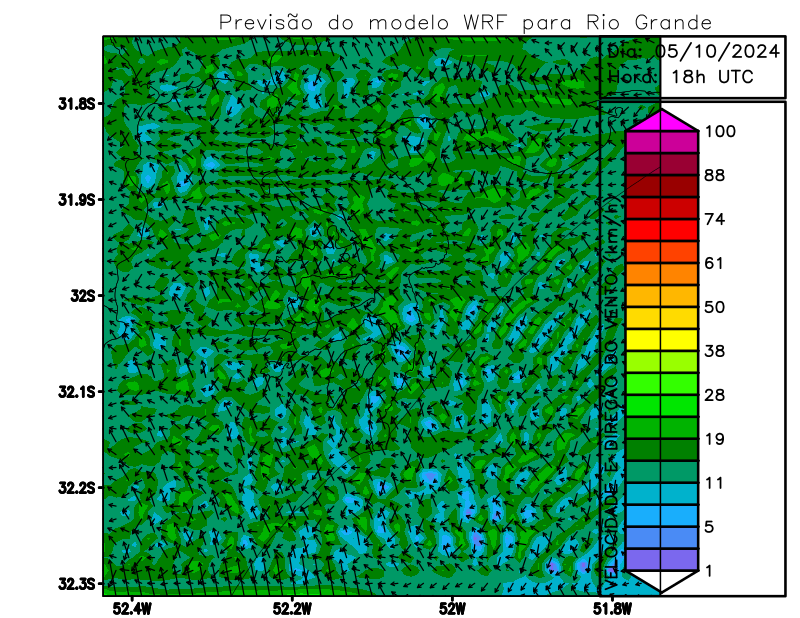 Previsão do modelo WRF para Rio Grande
Dia: 05/10/2024
Hora: 18h UTC
31.8S
31.9S
32S
32.1S
32.2S
32.3S
52.4W
52.2W
52W
51.8W
VELOCIDADE E DIREÇÃO DO VENTO (km/h)
100
88
74
61
50
38
28
19
11
5
1